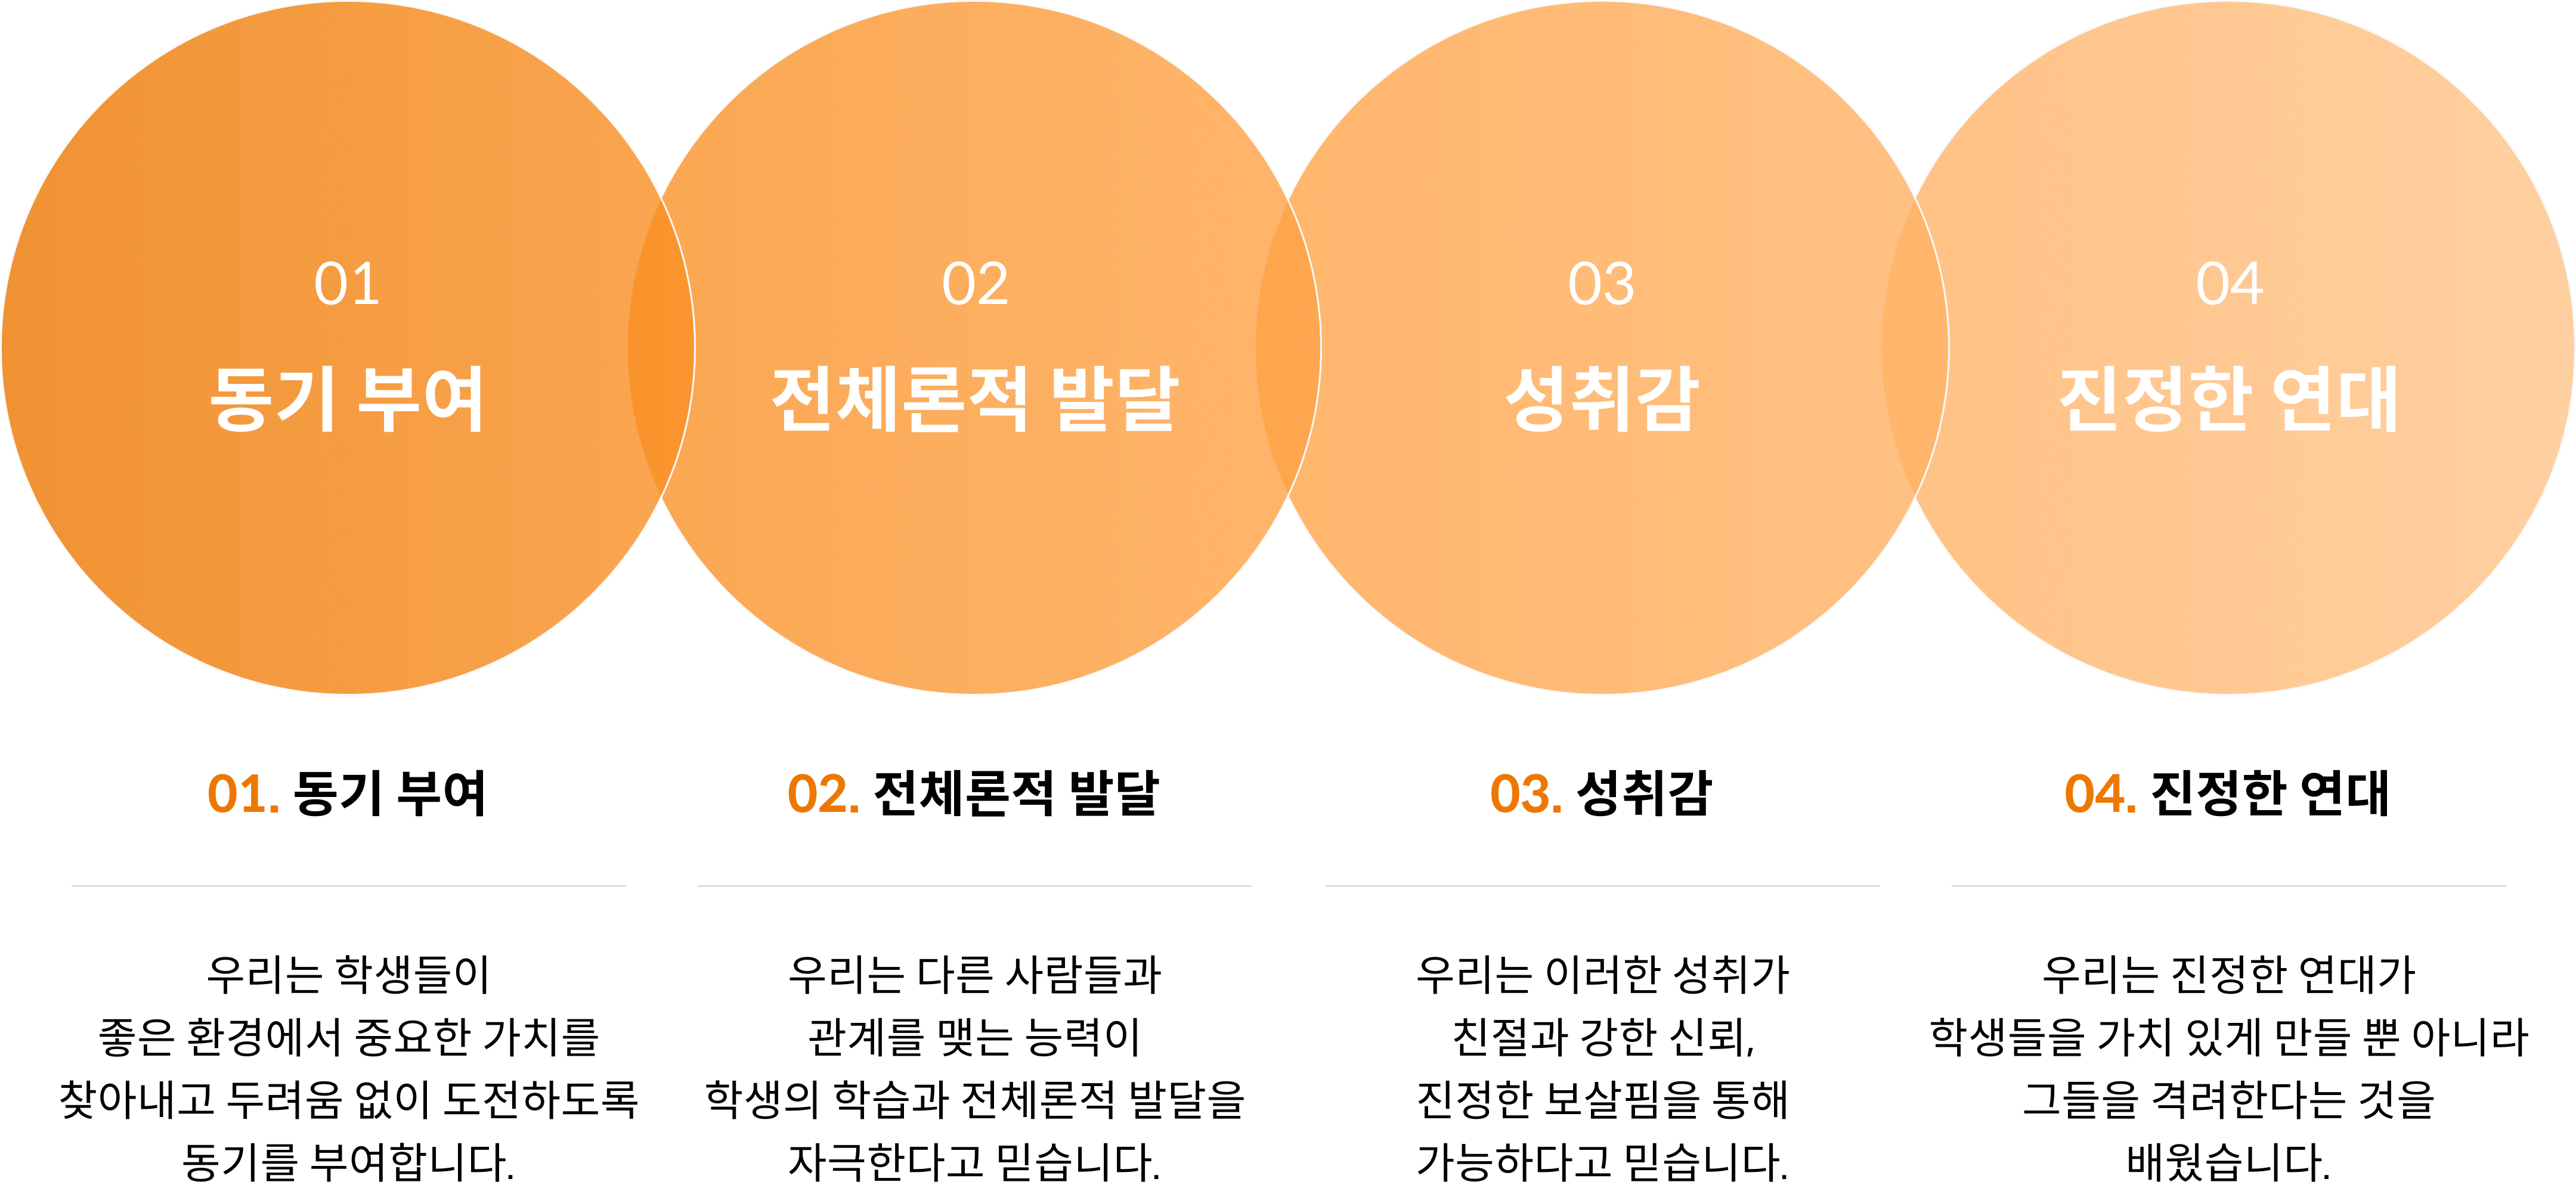 01
동기 부여
02
전체론적 발달
03
성취감
04
진정한 연대
01. 동기 부여
우리는 학생들이
좋은 환경에서 중요한 가치를
찾아내고 두려움 없이 도전하도록
동기를 부여합니다.
02. 전체론적 발달
우리는 다른 사람들과
관계를 맺는 능력이
학생의 학습과 전체론적 발달을
자극한다고 믿습니다.
03. 성취감
우리는 이러한 성취가
친절과 강한 신뢰,
진정한 보살핌을 통해
가능하다고 믿습니다.
04. 진정한 연대
우리는 진정한 연대가
학생들을 가치 있게 만들 뿐 아니라
그들을 격려한다는 것을
배웠습니다.